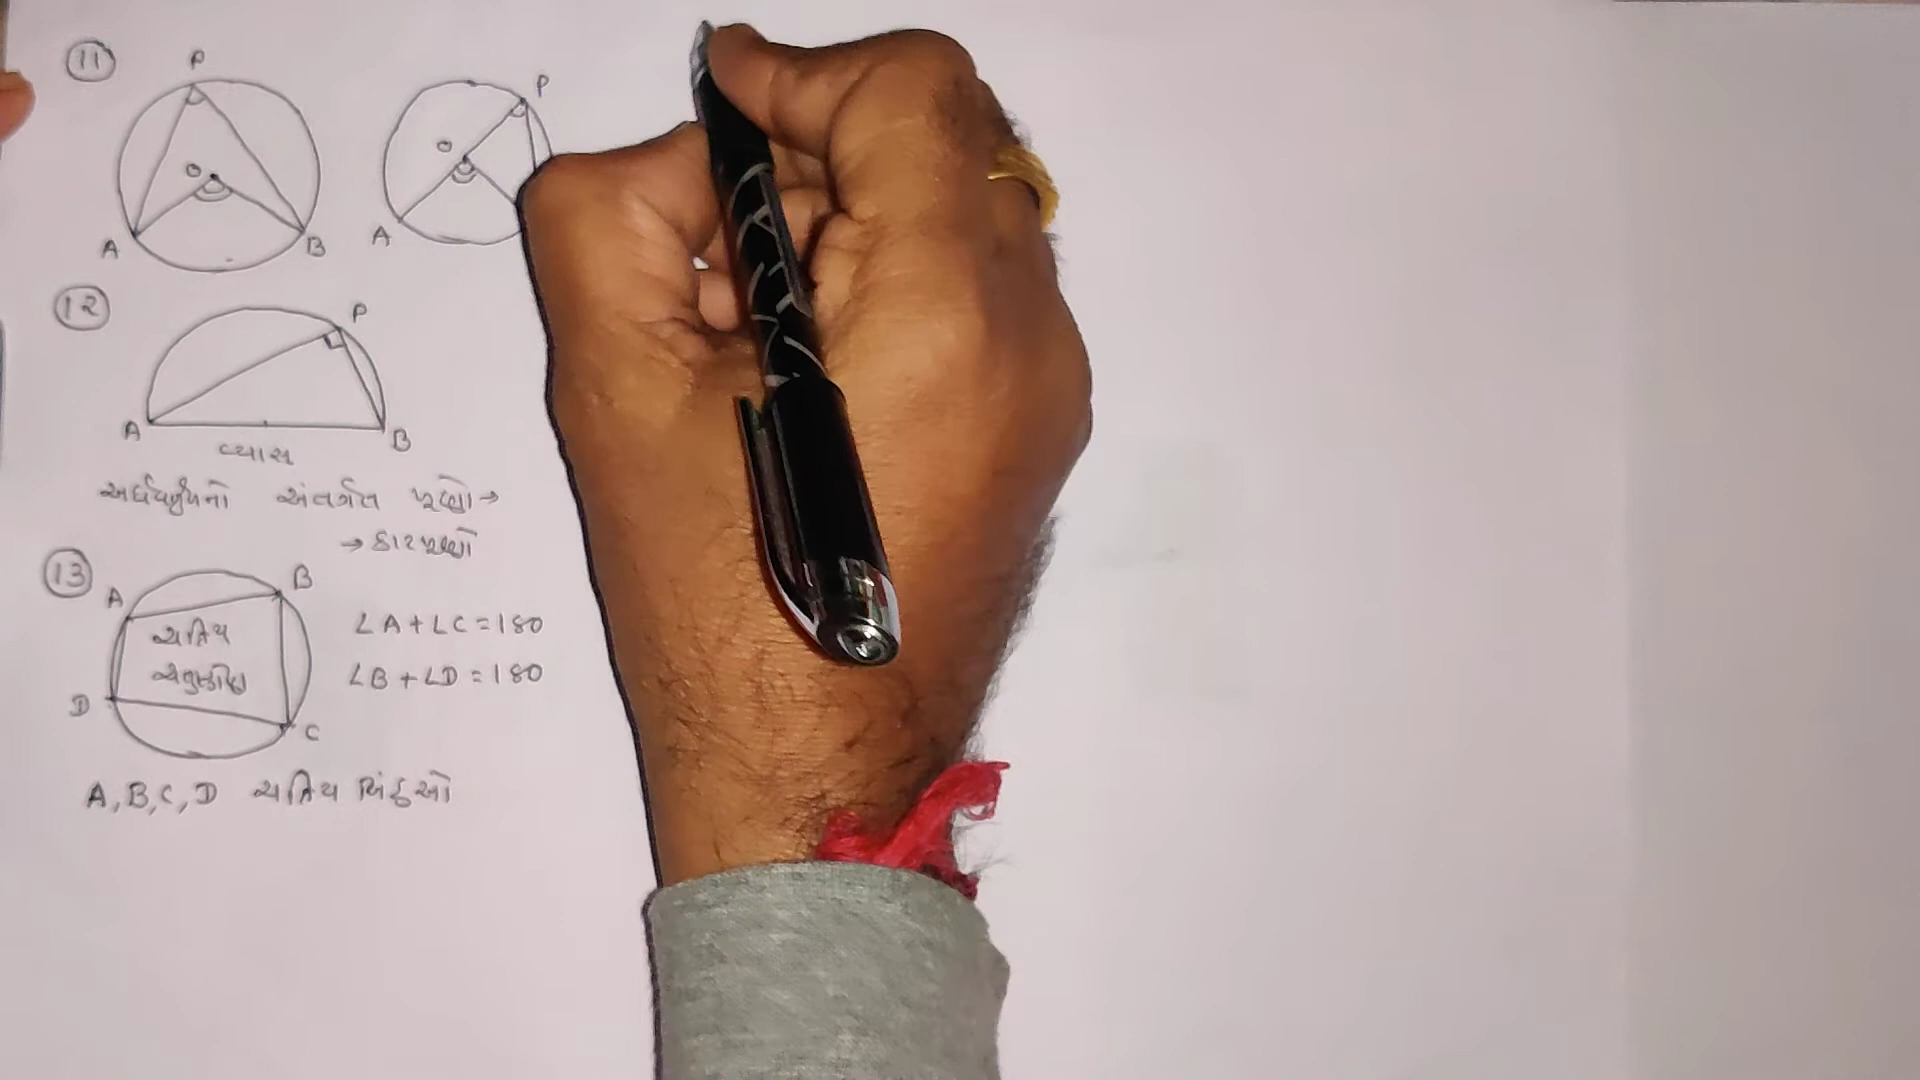 11
P
O
A B
P
O
A
12
P
A B
વ્યાસ
અર્ધવર્તુળનો અંતર્ગત ખૂણો →
→ કાટખૂણો
13
A B
ચક્રિય
ચતુષ્કોણ
D C
∠A+∠C=180
∠B+∠D=180
A,B,C,D ચક્રિય બિંદુઓ